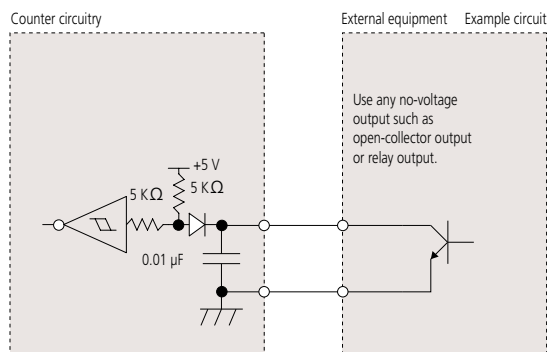 Counter circuitry
External equipment Example circuit
Use any no-voltage
output such as
open-collector output
or relay output.
+5 V
5 KΩ
5 KΩ
0.01 µF